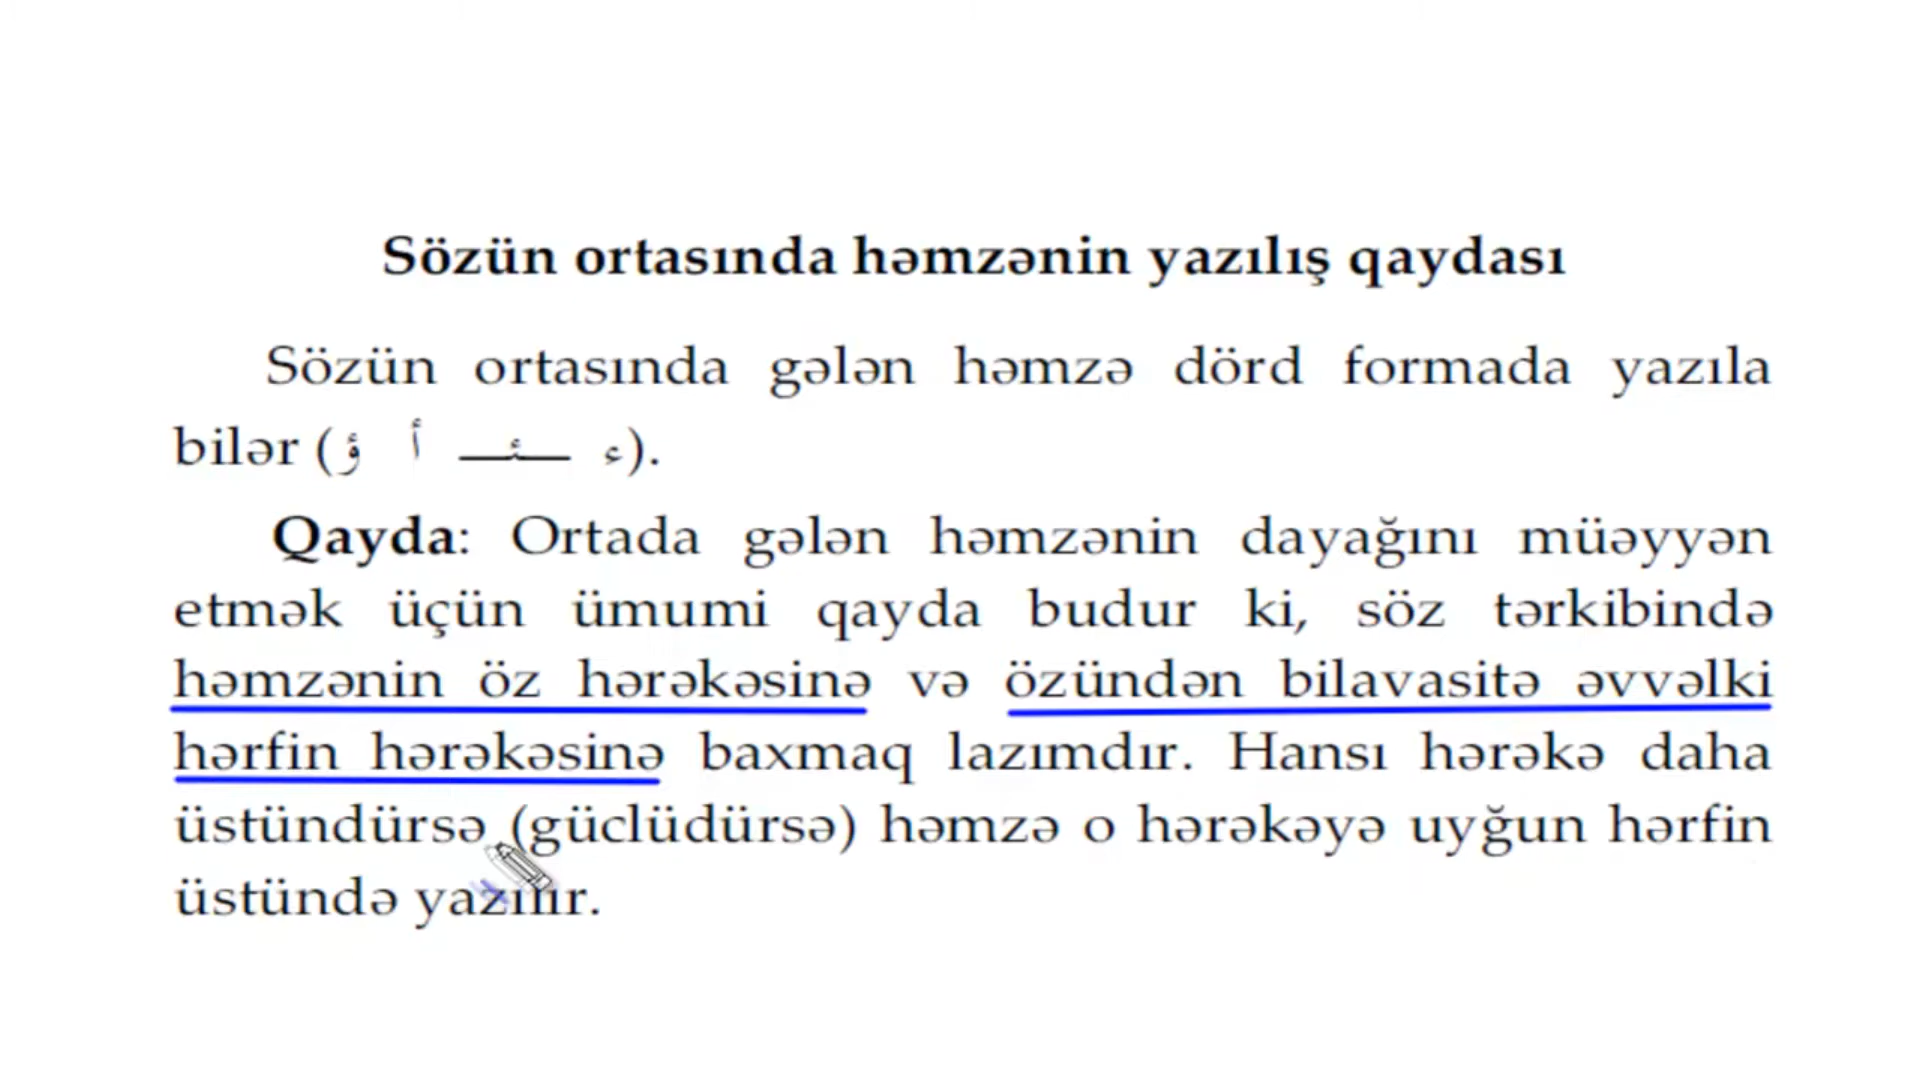 Sözün ortasında həmzənin yazılış qaydası
Sözün ortasında gələn həmzə dörd formada yazıla
bilər (ؤ أ ـئـ ء).
Qayda: Ortada gələn həmzənin dayağını müəyyən
etmək üçün ümumi qayda budur ki, söz tərkibində
həmzənin öz hərəkəsinə və özündən bilavasitə əvvəlki
hərfin hərəkəsinə baxmaq lazımdır. Hansı hərəkə daha
üstündürsə (güclüdürsə) həmzə o hərəkəyə uyğun hərfin
üstündə yazılır.